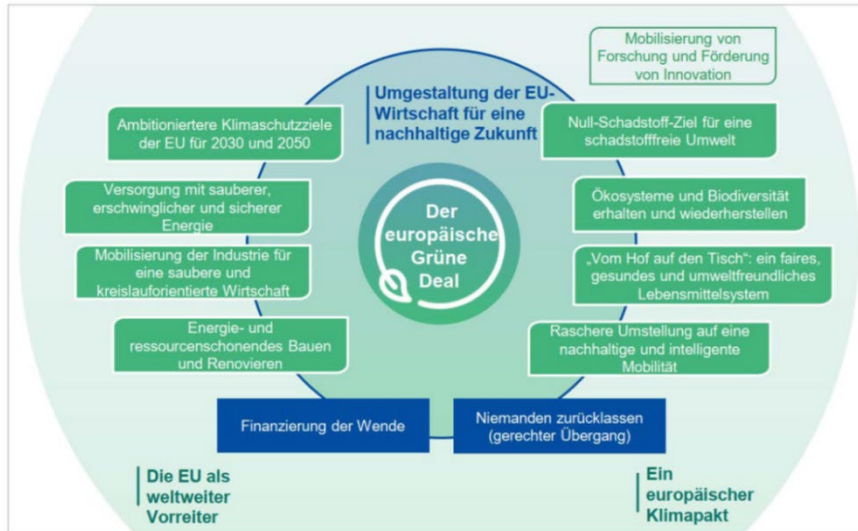 Mobilisierung von
Forschung und Förderung
von Innovation
Umgestaltung der EU-
Wirtschaft für eine
nachhaltige Zukunft
Ambitioniertere Klimaschutzziele
der EU für 2030 und 2050
Null-Schadstoff-Ziel für eine
schadstofffreie Umwelt
Versorgung mit sauberer,
erschwinglicher und sicherer
Energie
Ökosysteme und Biodiversität
erhalten und wiederherstellen
Der
europäische
Grüne
Deal
Mobilisierung der Industrie für
eine saubere und
kreislauforientierte Wirtschaft
„Vom Hof auf den Tisch“: ein faires,
gesundes und umweltfreundliches
Lebensmittelsystem
Energie- und
ressourcenschonendes Bauen
und Renovieren
Raschere Umstellung auf eine
nachhaltige und intelligente
Mobilität
Finanzierung der Wende
Niemanden zurücklassen
(gerechter Übergang)
Die EU als
weltweiter
Vorreiter
Ein
europäischer
Klimapakt